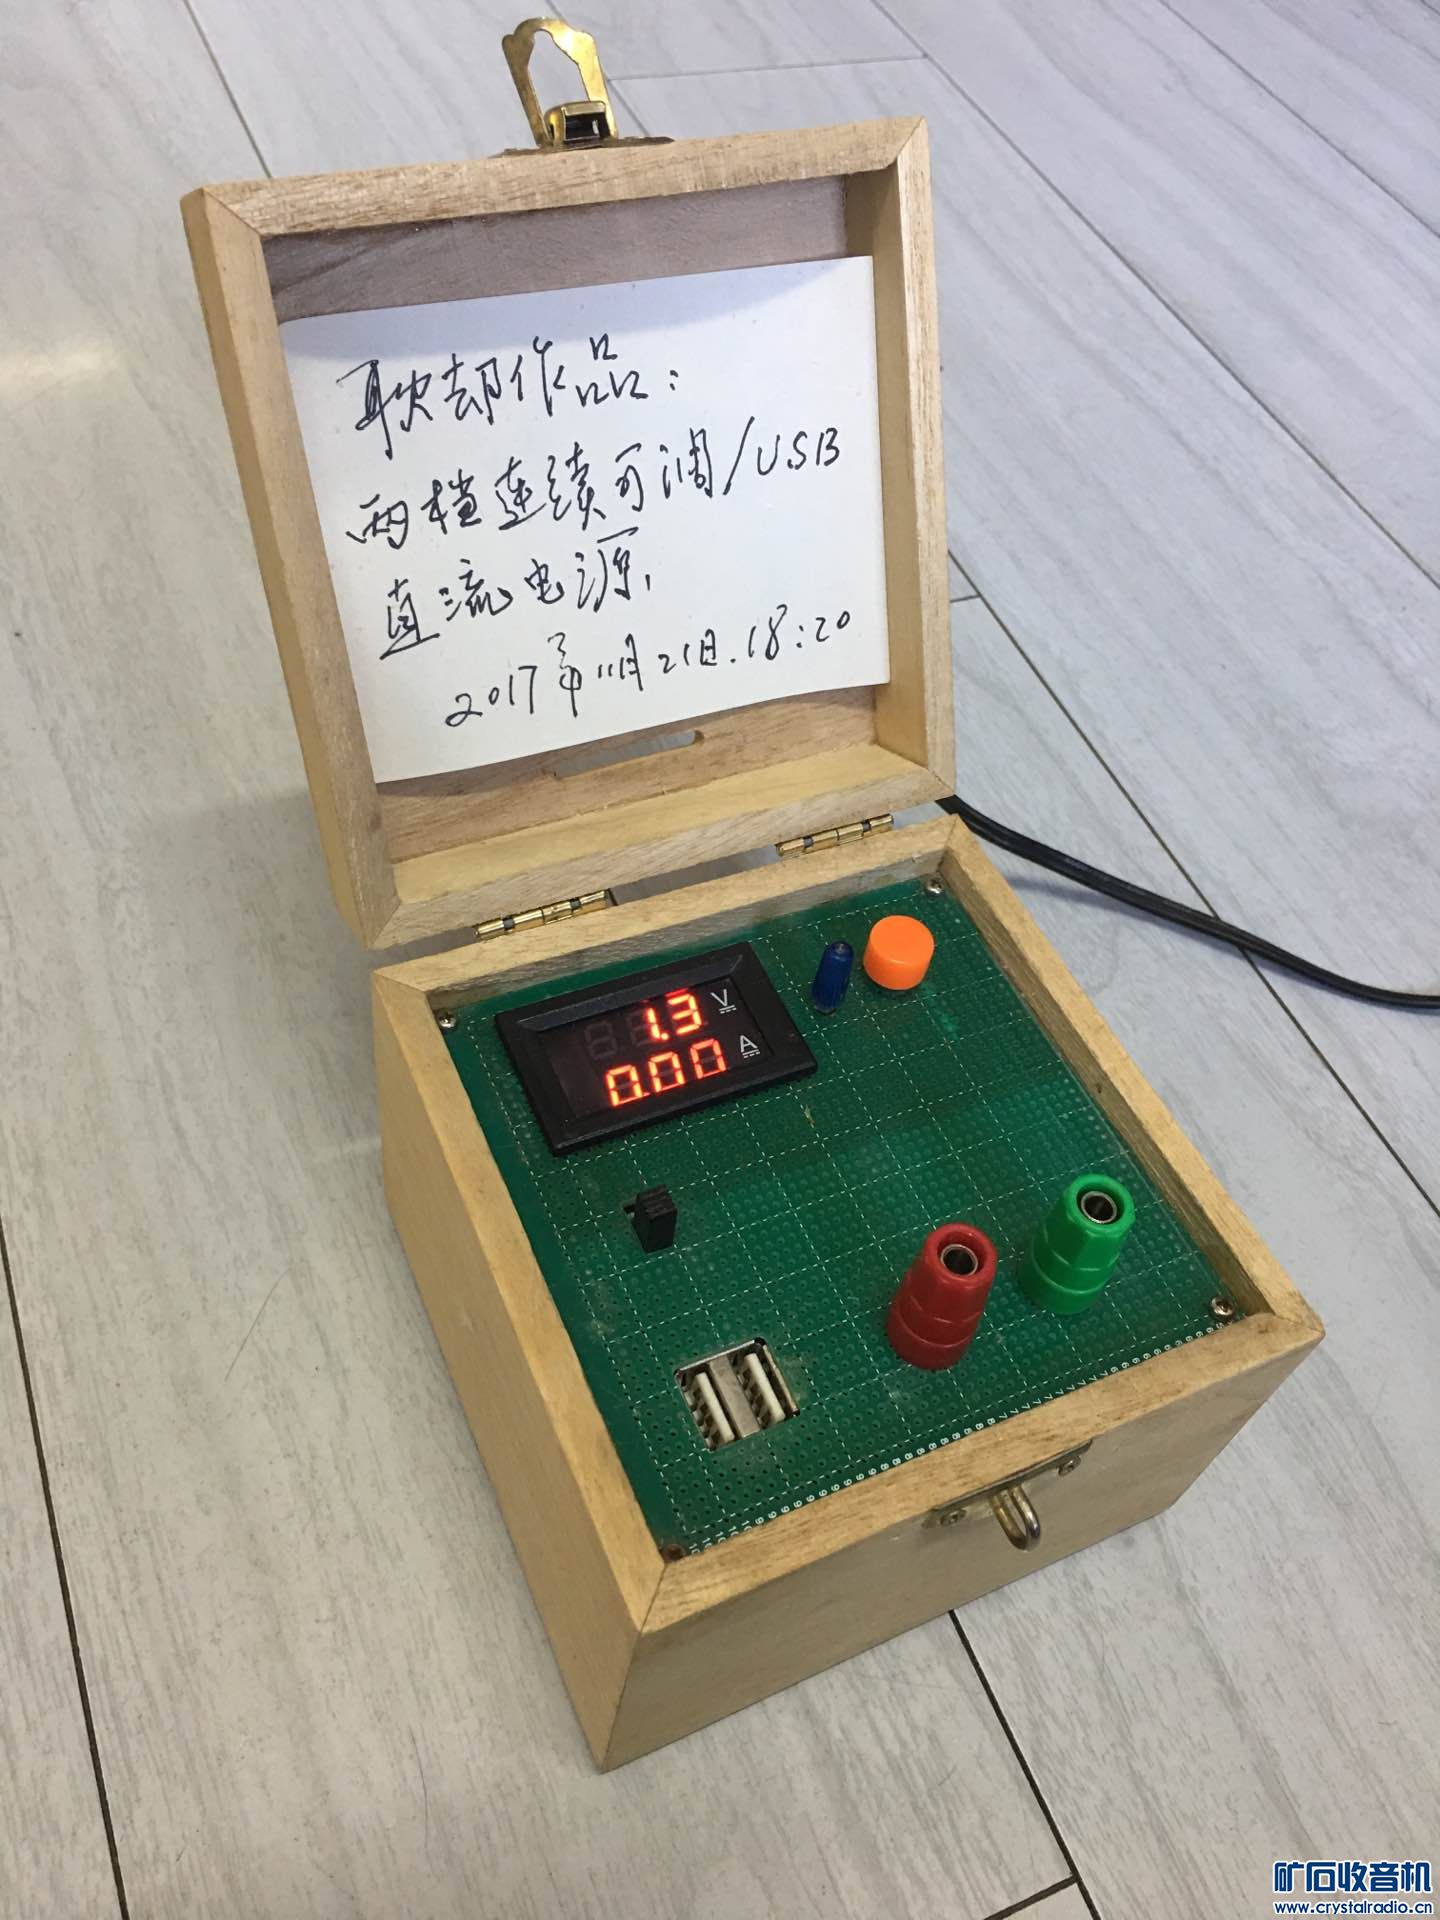 耿却作品:
两档连续可调/USB
直流电源.
2017年11月21日.18:20
1.3 V
0.00 A
矿石收音机
www.crystalradio.cn